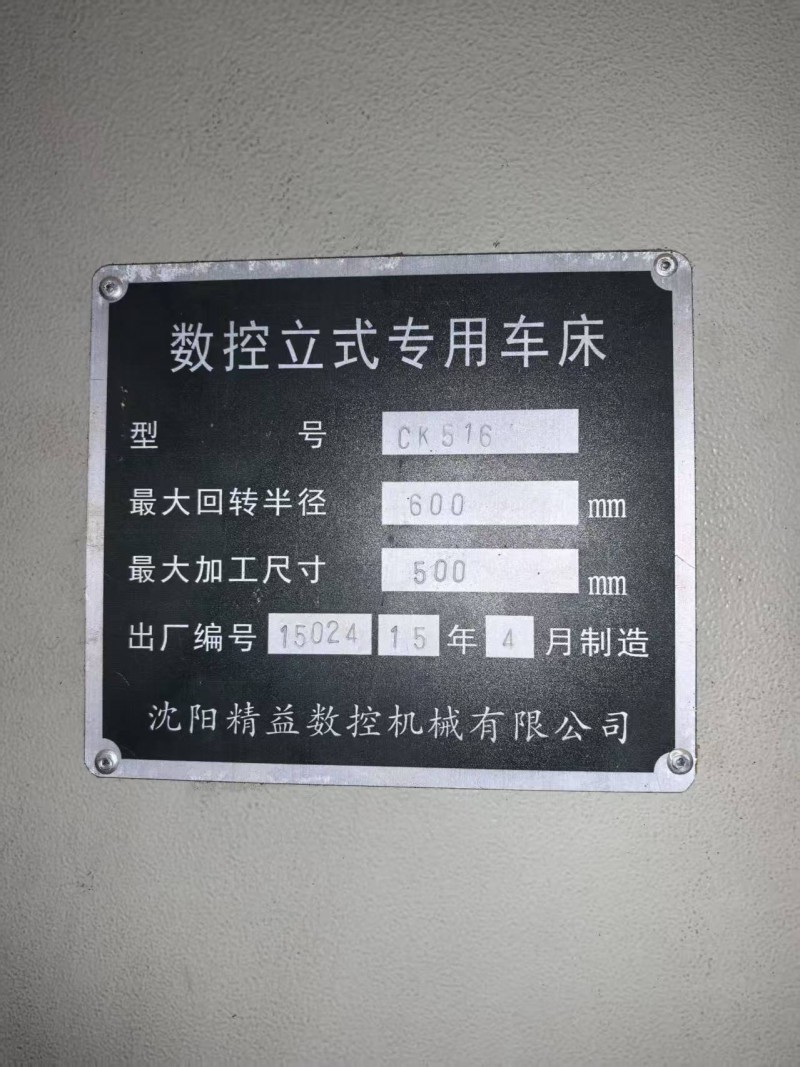 数控立式专用车床
型号 CK516
最大回转半径 600 mm
最大加工尺寸 500 mm
出厂编号 15024 15 年 4 月制造
沈阳精益数控机械有限公司